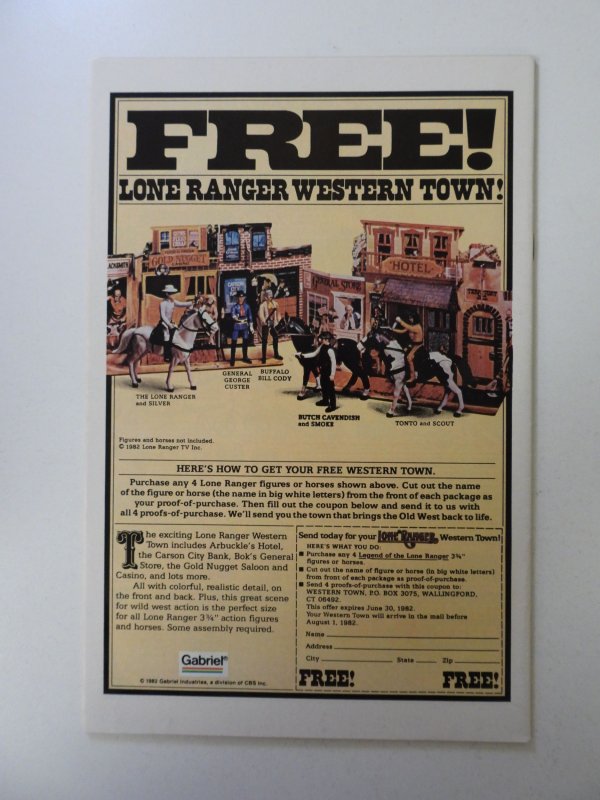 FREE!
LONE RANGER WESTERN TOWN!
GOLD NUGGET
HOTEL
GENERAL STORE
THE LONE RANGER
and SILVER
GENERAL
GEORGE
CUSTER
BUFFALO
BILL CODY
BUTCH CAVENDISH
and SMOKE
TONTO and SCOUT
Figures and horses not included.
© 1982 Lone Ranger TV Inc.
HERE'S HOW TO GET YOUR FREE WESTERN TOWN.
Purchase any 4 Lone Ranger figures or horses shown above. Cut out the name
of the figure or horse (the name in big white letters) from the front of each package as
your proof-of-purchase. Then fill out the coupon below and send it to us with
all 4 proofs-of-purchase. We'll send you the town that brings the Old West back to life.
The exciting Lone Ranger Western
Town includes Arbuckle's Hotel,
the Carson City Bank, Bok's General
Store, the Gold Nugget Saloon and
Casino, and lots more.
All with colorful, realistic detail, on
the front and back. Plus, this great scene
for wild west action is the perfect size
for all Lone Ranger 3¾" action figures
and horses. Some assembly required.
Gabriel®
© 1982 Gabriel Industries, a division of CBS Inc.
Send today for your LONE RANGER Western Town!
HERE'S WHAT YOU DO:
■ Purchase any 4 Legend of the Lone Ranger 3¾"
figures or horses.
■ Cut out the name of figure or horse (in big white letters)
from front of each package as proof-of-purchase.
■ Send 4 proofs-of-purchase with this coupon to:
WESTERN TOWN, P.O. BOX 3075, WALLINGFORD,
CT 06492.
This offer expires June 30, 1982.
Your Western Town will arrive in the mail before
August 1, 1982.
Name
Address
City State Zip
FREE! FREE!